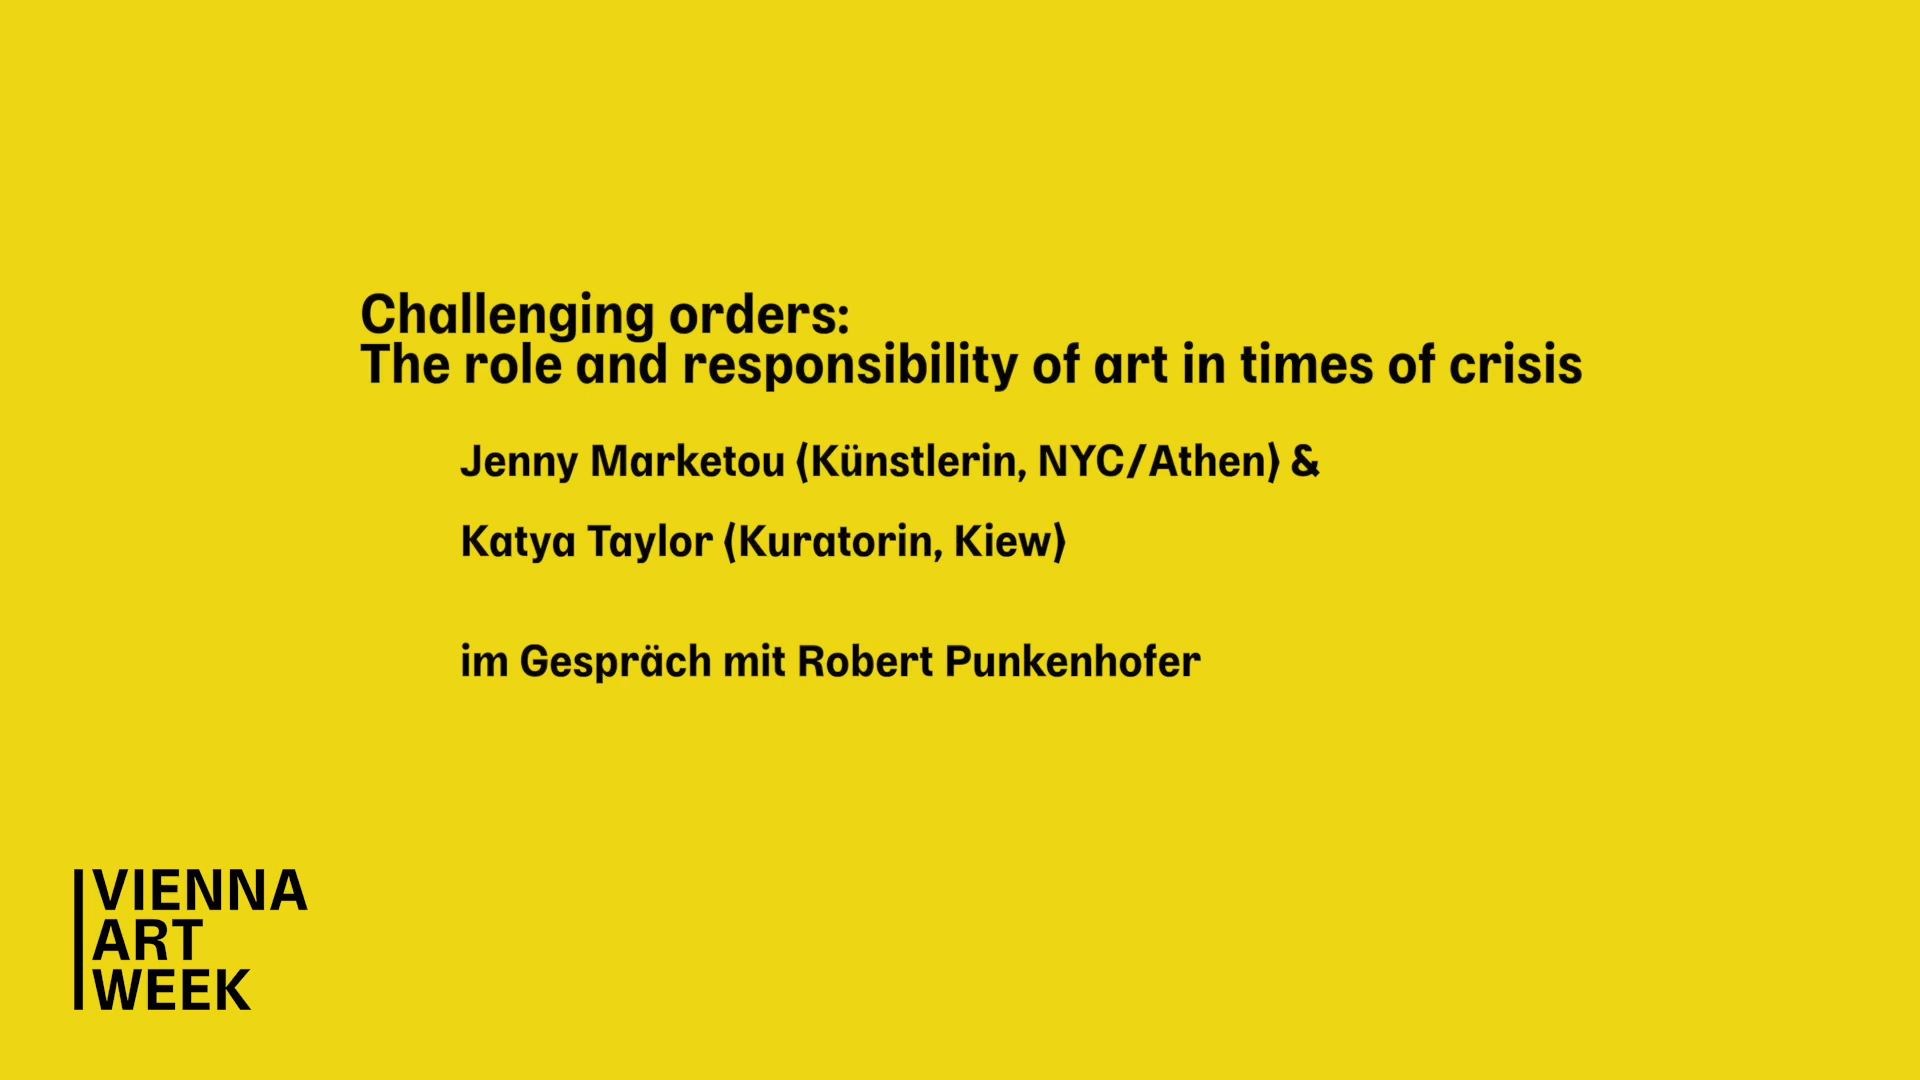 Challenging orders:
The role and responsibility of art in times of crisis
Jenny Marketou (Künstlerin, NYC/Athen) &
Katya Taylor (Kuratorin, Kiew)
im Gespräch mit Robert Punkenhofer
VIENNA
ART
WEEK